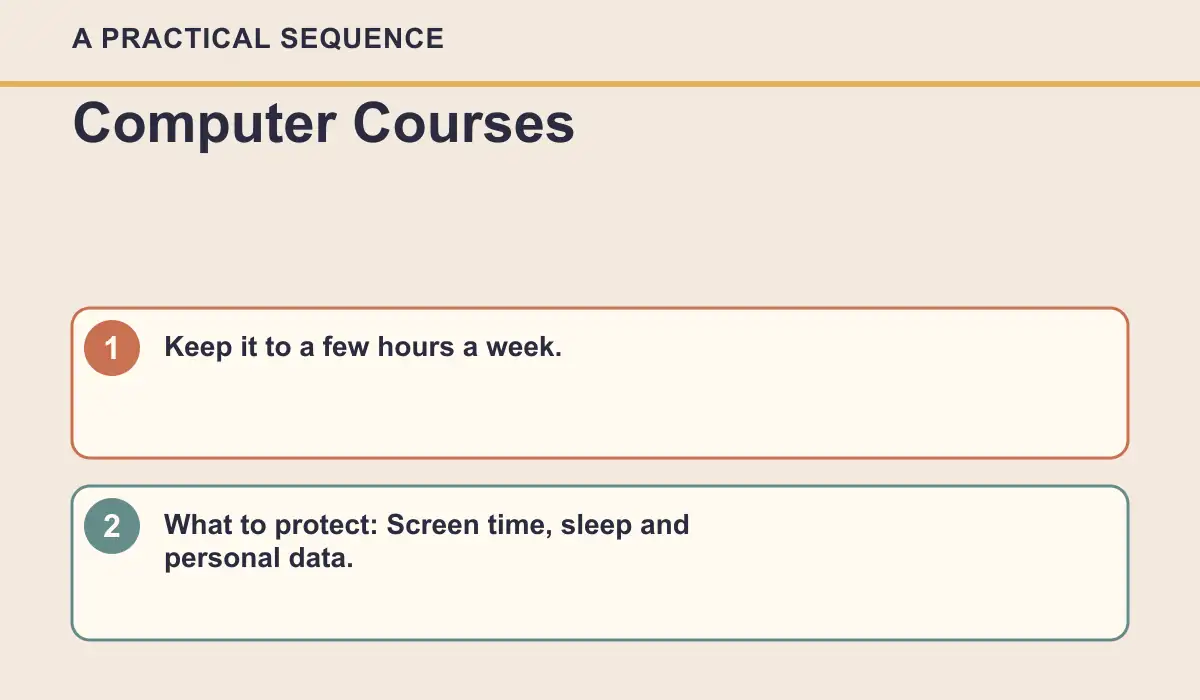 A PRACTICAL SEQUENCE
Computer Courses
1
Keep it to a few hours a week.
2
What to protect: Screen time, sleep and
personal data.